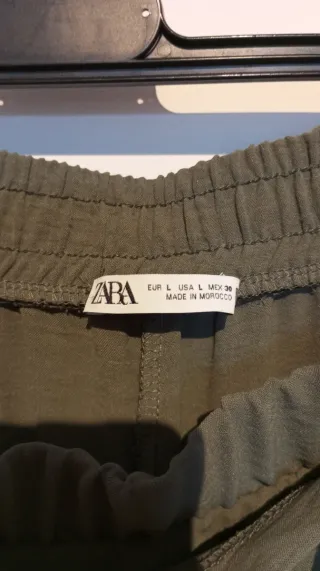 ZARA
EUR L USA L MEX 30
MADE IN MOROCCO